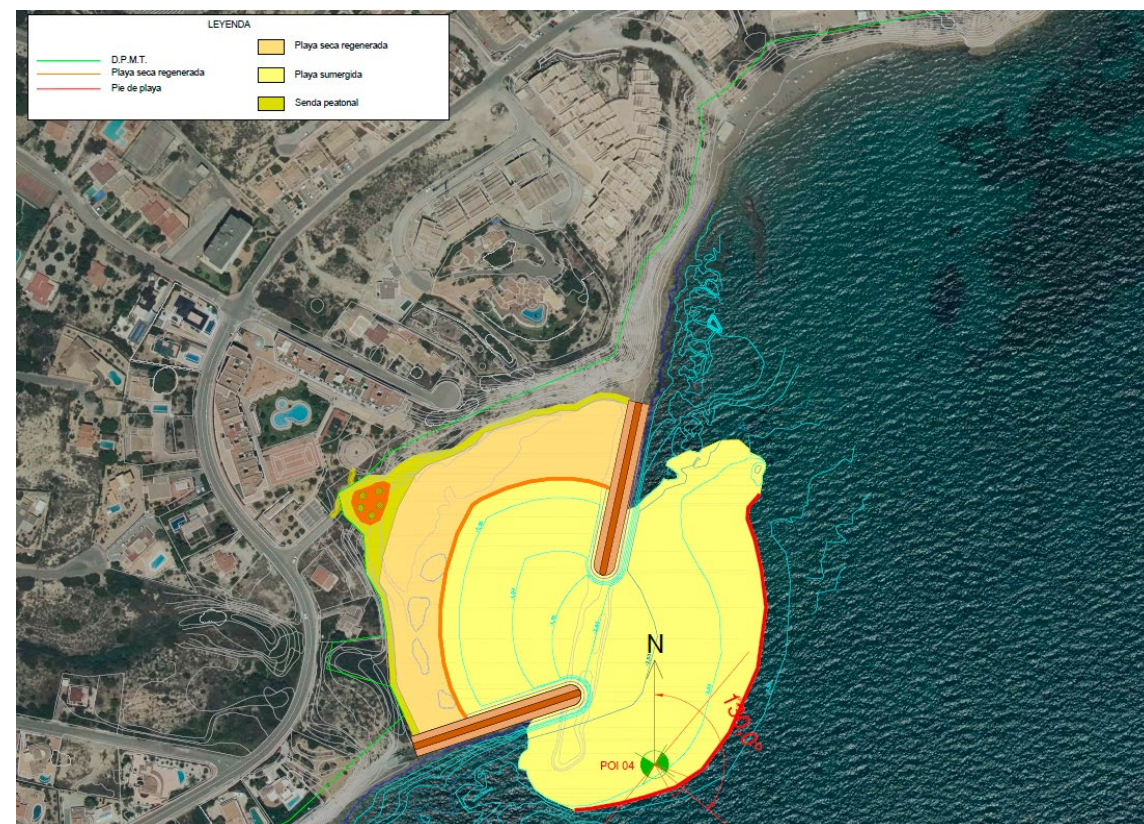 LEYENDA
D.P.M.T.
Playa seca regenerada
Pie de playa
Playa seca regenerada
Playa sumergida
Senda peatonal
N
130.0°
POI 04